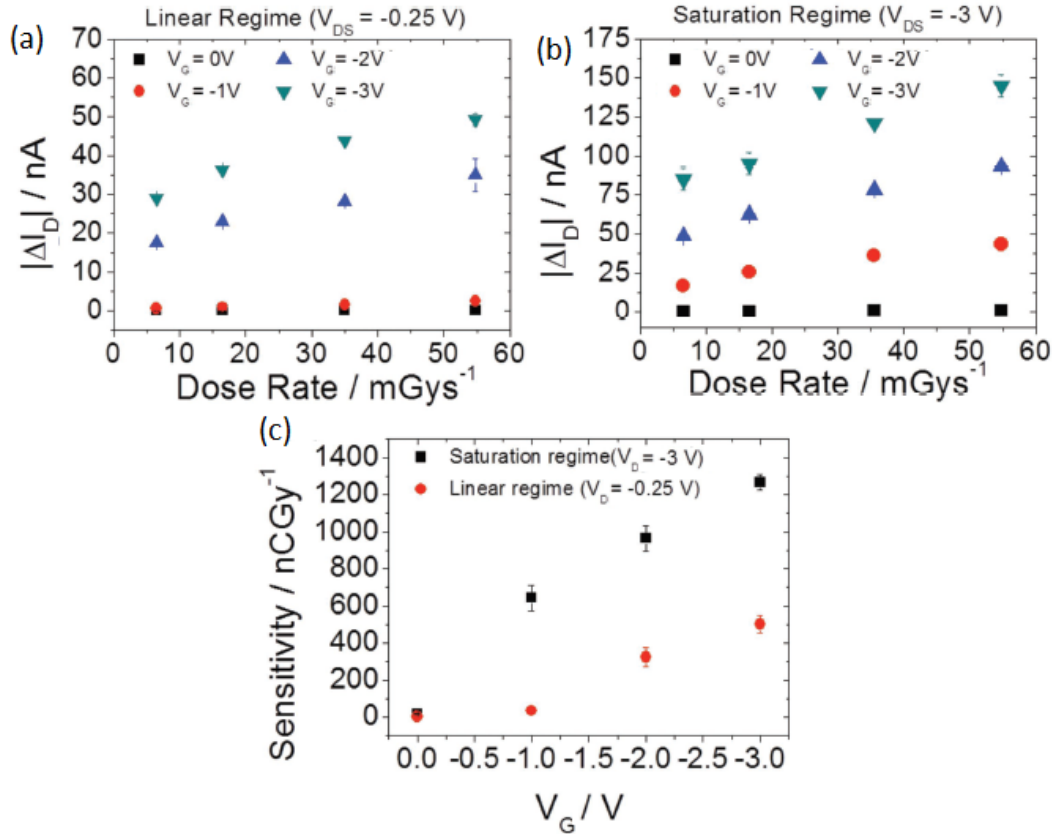 (a)
Linear Regime (V_DS = -0.25 V)
V_G = 0V
V_G = -2V
V_G = -1V
V_G = -3V
70
60
50
40
30
20
10
0
|ΔI_D| / nA
0 10 20 30 40 50 60
Dose Rate / mGys⁻¹
(b)
Saturation Regime (V_DS = -3 V)
V_G = 0V
V_G = -2V
V_G = -1V
V_G = -3V
175
150
125
100
75
50
25
0
|ΔI_D| / nA
0 10 20 30 40 50 60
Dose Rate / mGys⁻¹
(c)
Saturation regime(V_D = -3 V)
Linear regime (V_D = -0.25 V)
1400
1200
1000
800
600
400
200
0
Sensitivity / nCGy⁻¹
0.0 -0.5 -1.0 -1.5 -2.0 -2.5 -3.0
V_G / V